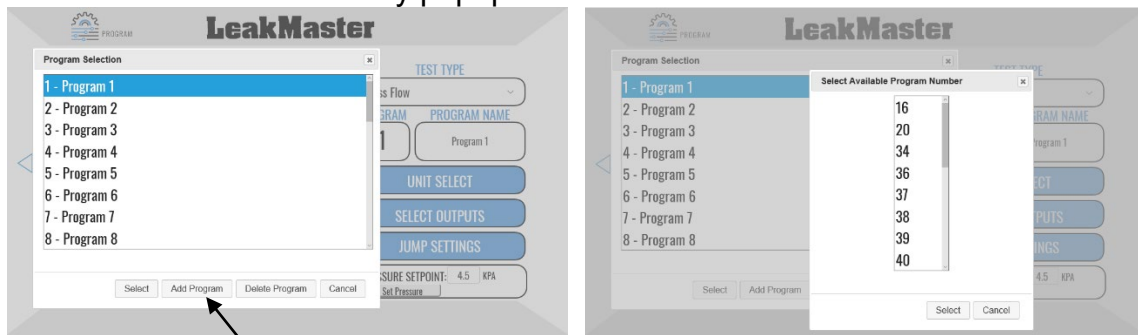 PROGRAM
LeakMaster
Program Selection
1 - Program 1
2 - Program 2
3 - Program 3
4 - Program 4
5 - Program 5
6 - Program 6
7 - Program 7
8 - Program 8
Select
Add Program
Delete Program
Cancel
TEST TYPE
ss Flow
GRAM
PROGRAM NAME
1
Program 1
UNIT SELECT
SELECT OUTPUTS
JUMP SETTINGS
SSURE SETPOINT: 4.5 KPA
Set Pressure
PROGRAM
LeakMaster
Program Selection
1 - Program 1
2 - Program 2
3 - Program 3
4 - Program 4
5 - Program 5
6 - Program 6
7 - Program 7
8 - Program 8
Select
Add Program
Select Available Program Number
16
20
34
36
37
38
39
40
Select
Cancel
RAM NAME
Program 1
ECT
PUTS
INGS
4.5 KPA